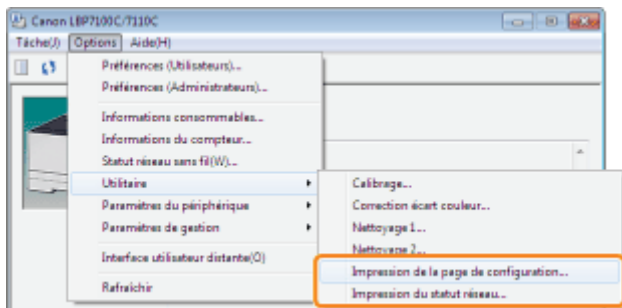 Canon LBP7100C/7110C
Tâche(J) Options Aide(H)
Préférences (Utilisateurs)...
Préférences (Administrateurs)...
Informations consommables...
Informations du compteur...
Statut réseau sans fil(W)...
Utilitaire
Paramètres du périphérique
Paramètres de gestion
Interface utilisateur distante(O)
Rafraîchir
Calibrage...
Correction écart couleur...
Nettoyage 1...
Nettoyage 2...
Impression de la page de configuration...
Impression du statut réseau...